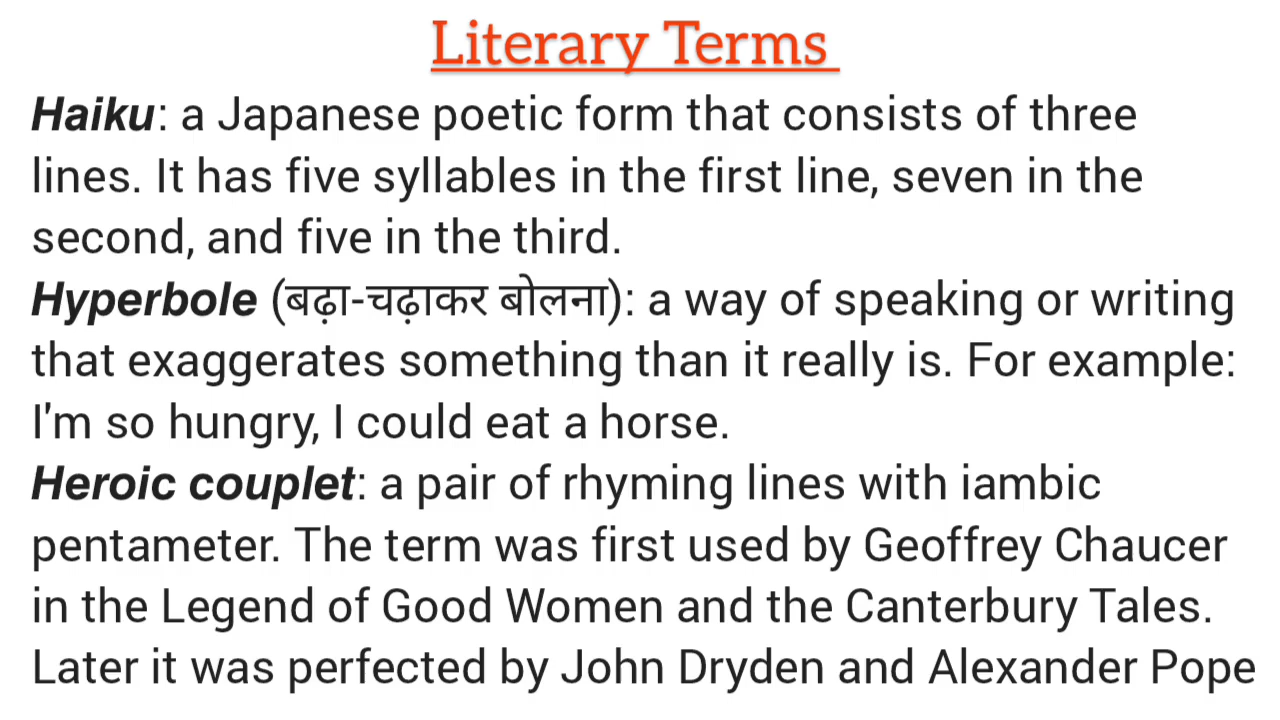 Literary Terms
Haiku: a Japanese poetic form that consists of three
lines. It has five syllables in the first line, seven in the
second, and five in the third.
Hyperbole (बढ़ा-चढ़ाकर बोलना): a way of speaking or writing
that exaggerates something than it really is. For example:
I'm so hungry, I could eat a horse.
Heroic couplet: a pair of rhyming lines with iambic
pentameter. The term was first used by Geoffrey Chaucer
in the Legend of Good Women and the Canterbury Tales.
Later it was perfected by John Dryden and Alexander Pope